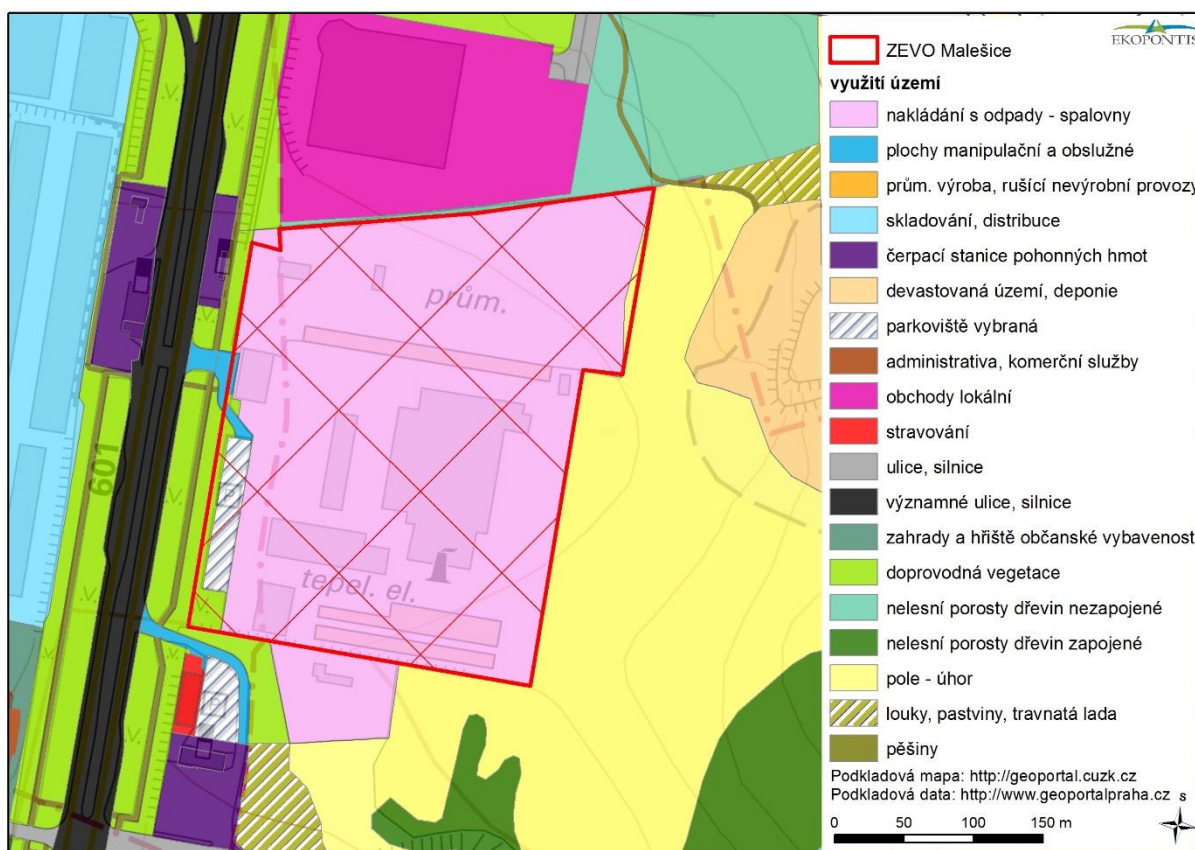 EKOPONTIS
ZEVO Malešice
využití území
nakládání s odpady - spalovny
plochy manipulační a obslužné
prům. výroba, rušící nevýrobní provozy
skladování, distribuce
čerpací stanice pohonných hmot
devastovaná území, deponie
parkoviště vybraná
administrativa, komerční služby
obchody lokální
stravování
ulice, silnice
významné ulice, silnice
zahrady a hřiště občanské vybavenost
doprovodná vegetace
nelesní porosty dřevin nezapojené
nelesní porosty dřevin zapojené
pole - úhor
louky, pastviny, travnatá lada
pěšiny
Podkladová mapa: http://geoportal.cuzk.cz
Podkladová data: http://www.geoportalpraha.cz
S
0 50 100 150 m
prům.
601
P
tepel. el.
P